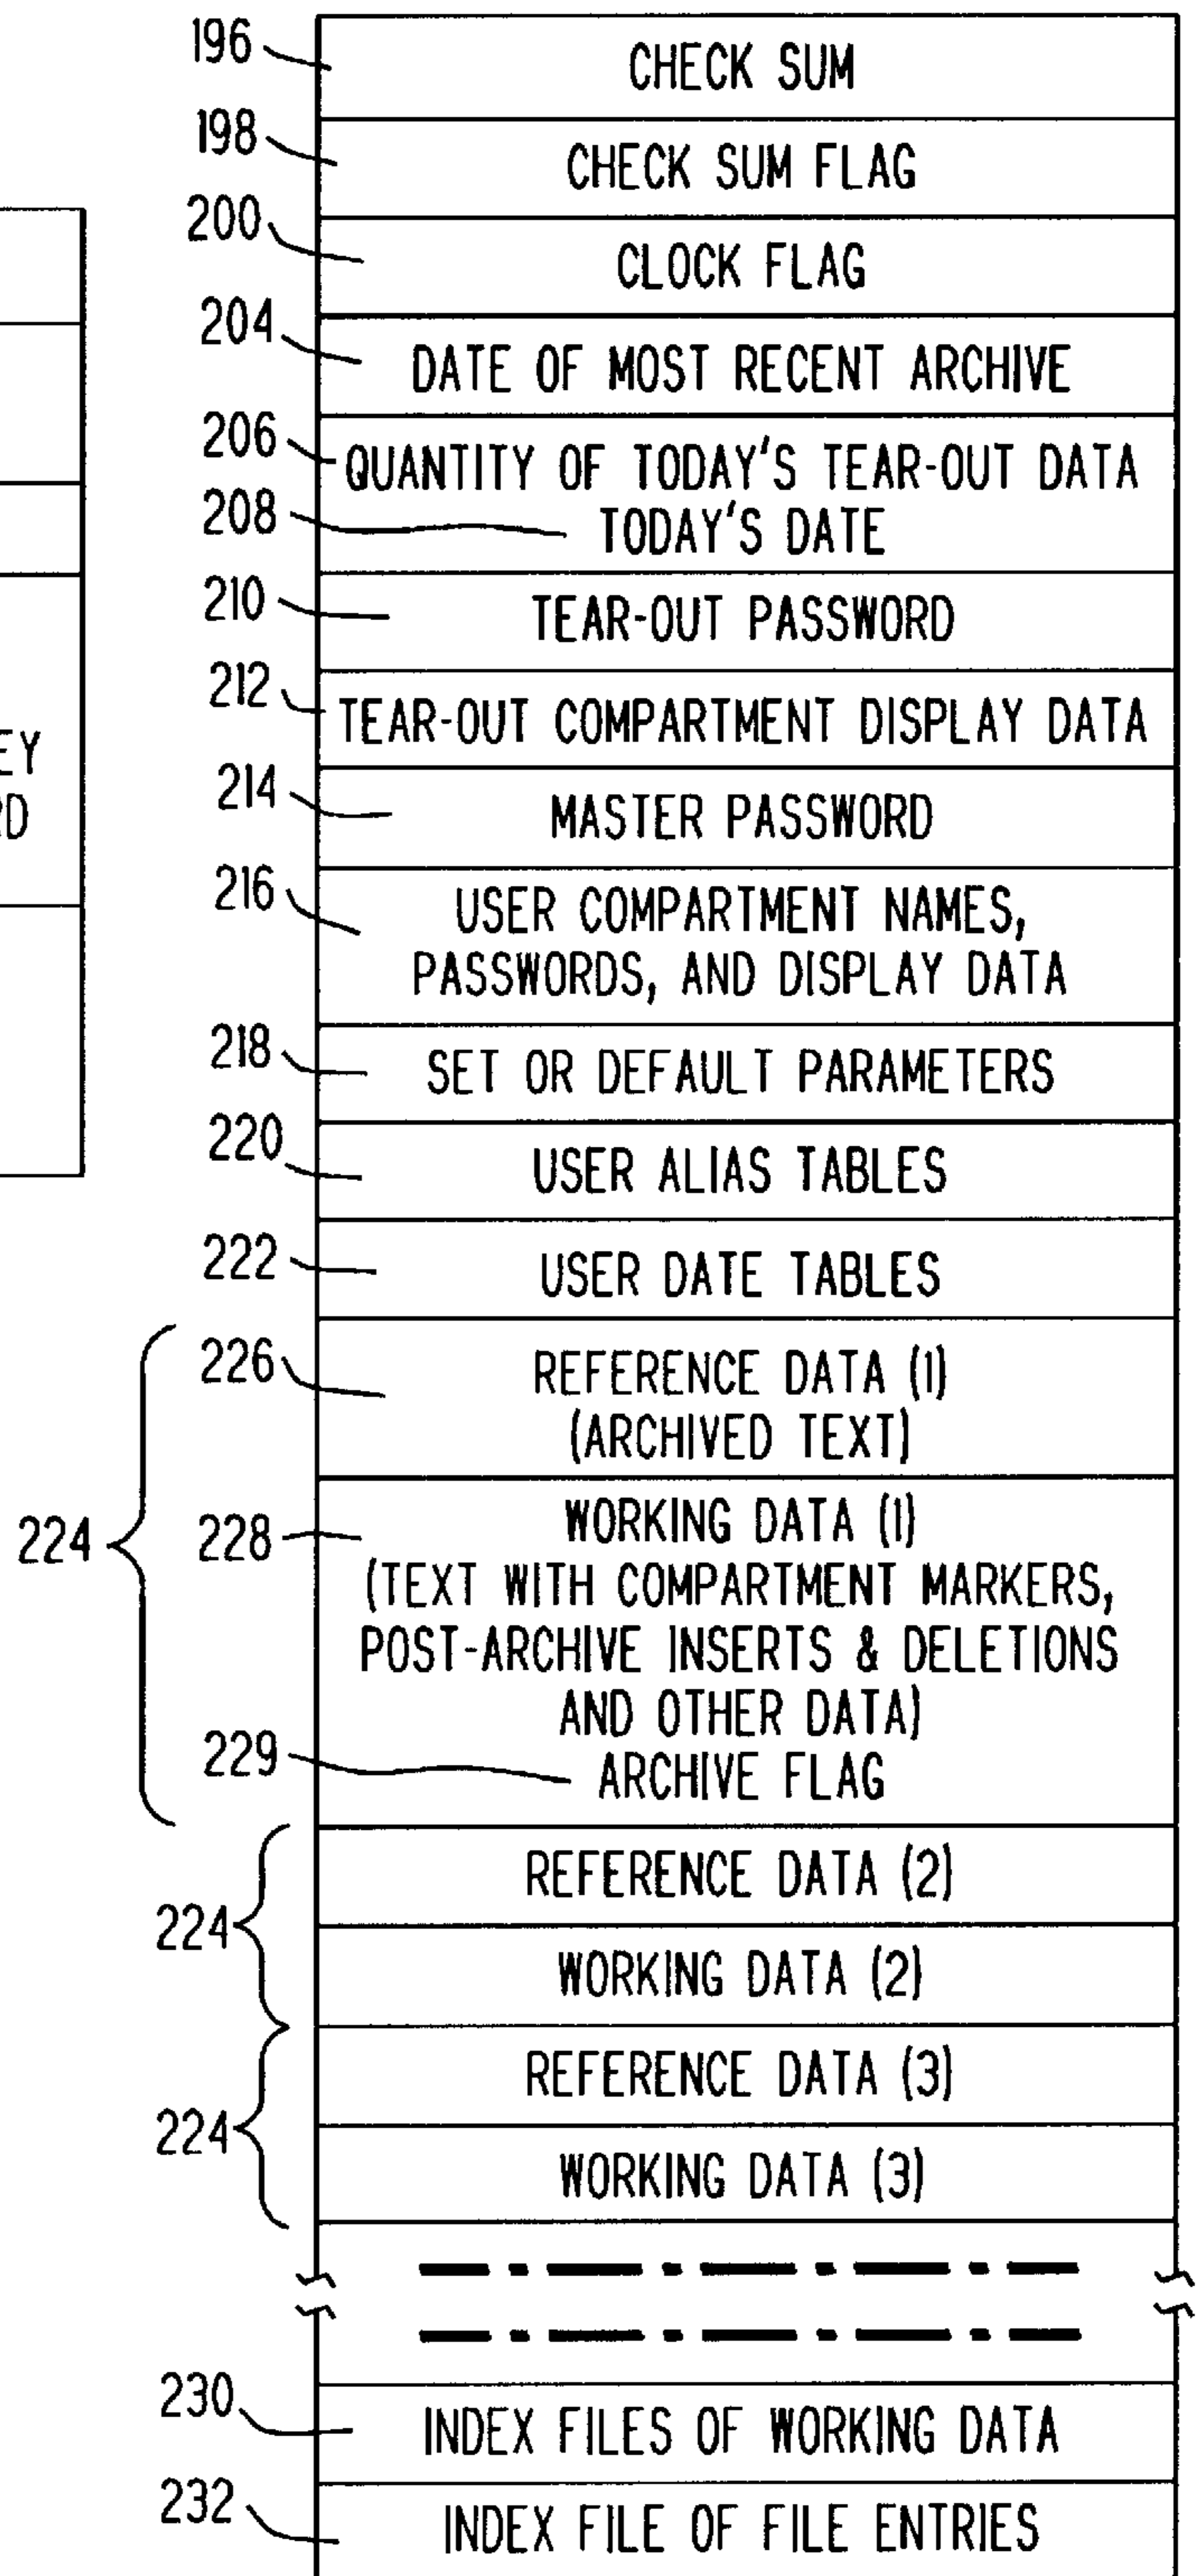 196
CHECK SUM
198
CHECK SUM FLAG
200
CLOCK FLAG
204
DATE OF MOST RECENT ARCHIVE
206
QUANTITY OF TODAY'S TEAR-OUT DATA
208
TODAY'S DATE
210
TEAR-OUT PASSWORD
212
TEAR-OUT COMPARTMENT DISPLAY DATA
EY
RD
214
MASTER PASSWORD
216
USER COMPARTMENT NAMES,
PASSWORDS, AND DISPLAY DATA
218
SET OR DEFAULT PARAMETERS
220
USER ALIAS TABLES
222
USER DATE TABLES
224
226
REFERENCE DATA (1)
(ARCHIVED TEXT)
228
WORKING DATA (1)
(TEXT WITH COMPARTMENT MARKERS,
POST-ARCHIVE INSERTS & DELETIONS
AND OTHER DATA)
229
ARCHIVE FLAG
224
REFERENCE DATA (2)
WORKING DATA (2)
224
REFERENCE DATA (3)
WORKING DATA (3)
230
INDEX FILES OF WORKING DATA
232
INDEX FILE OF FILE ENTRIES